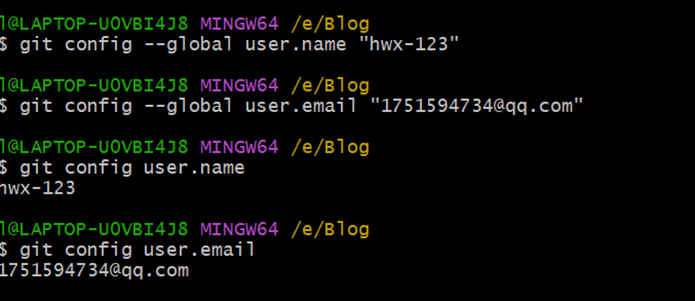 l@LAPTOP-U0VBI4J8 MINGW64 /e/Blog
$ git config --global user.name "hwx-123"
l@LAPTOP-U0VBI4J8 MINGW64 /e/Blog
$ git config --global user.email "1751594734@qq.com"
l@LAPTOP-U0VBI4J8 MINGW64 /e/Blog
$ git config user.name
hwx-123
l@LAPTOP-U0VBI4J8 MINGW64 /e/Blog
$ git config user.email
1751594734@qq.com